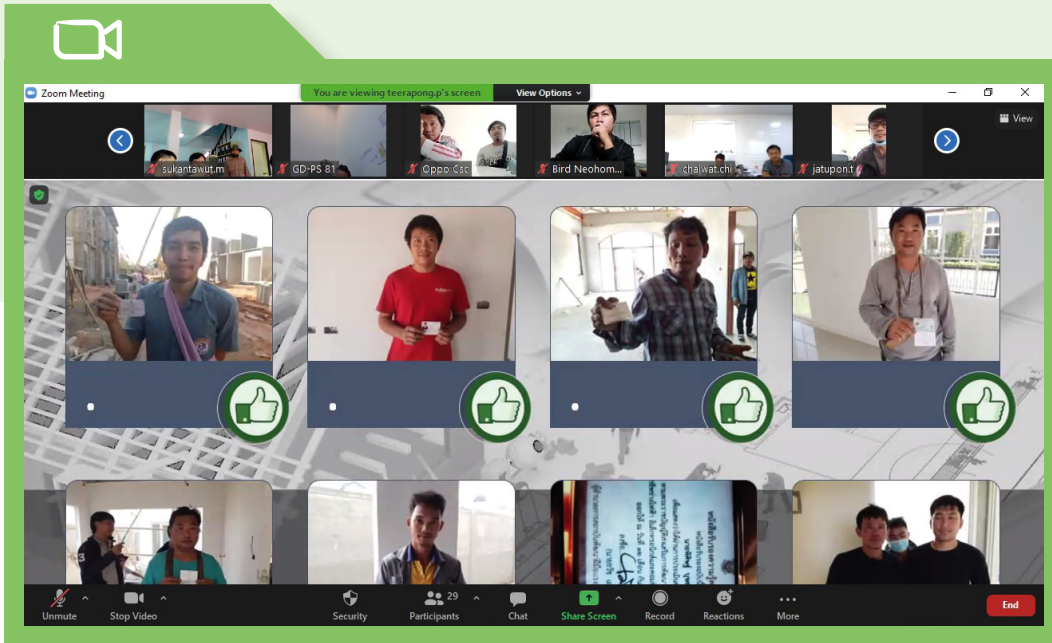 Zoom Meeting
You are viewing teerapong.p's screen
View Options
View
sukantawut.m
GD-PS 81
Oppo Csc
Bird Neohom...
chaiwat.chi
jatupon.t
Unmute
Stop Video
Security
29
Participants
Chat
Share Screen
Record
Reactions
More
End